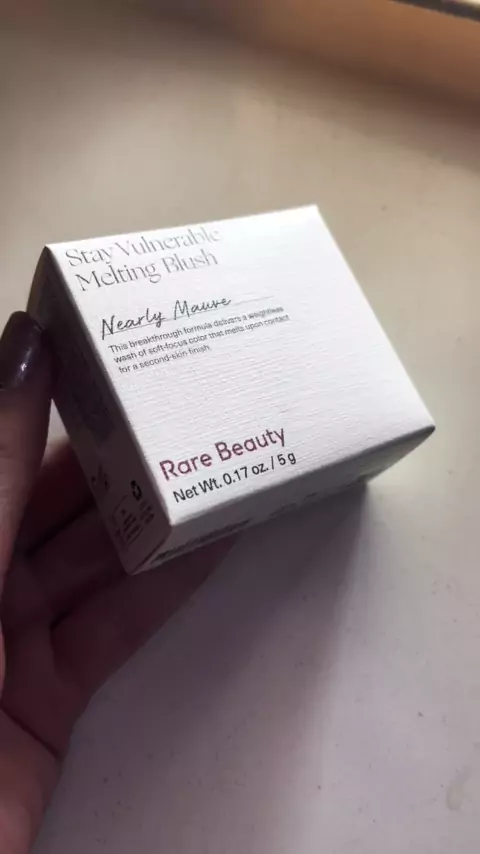 Stay Vulnerable
Melting Blush
Nearly Mauve
This breakthrough formula delivers a weightless
wash of soft-focus color that melts upon contact
for a second-skin finish.
Rare Beauty
Net Wt. 0.17 oz. / 5 g